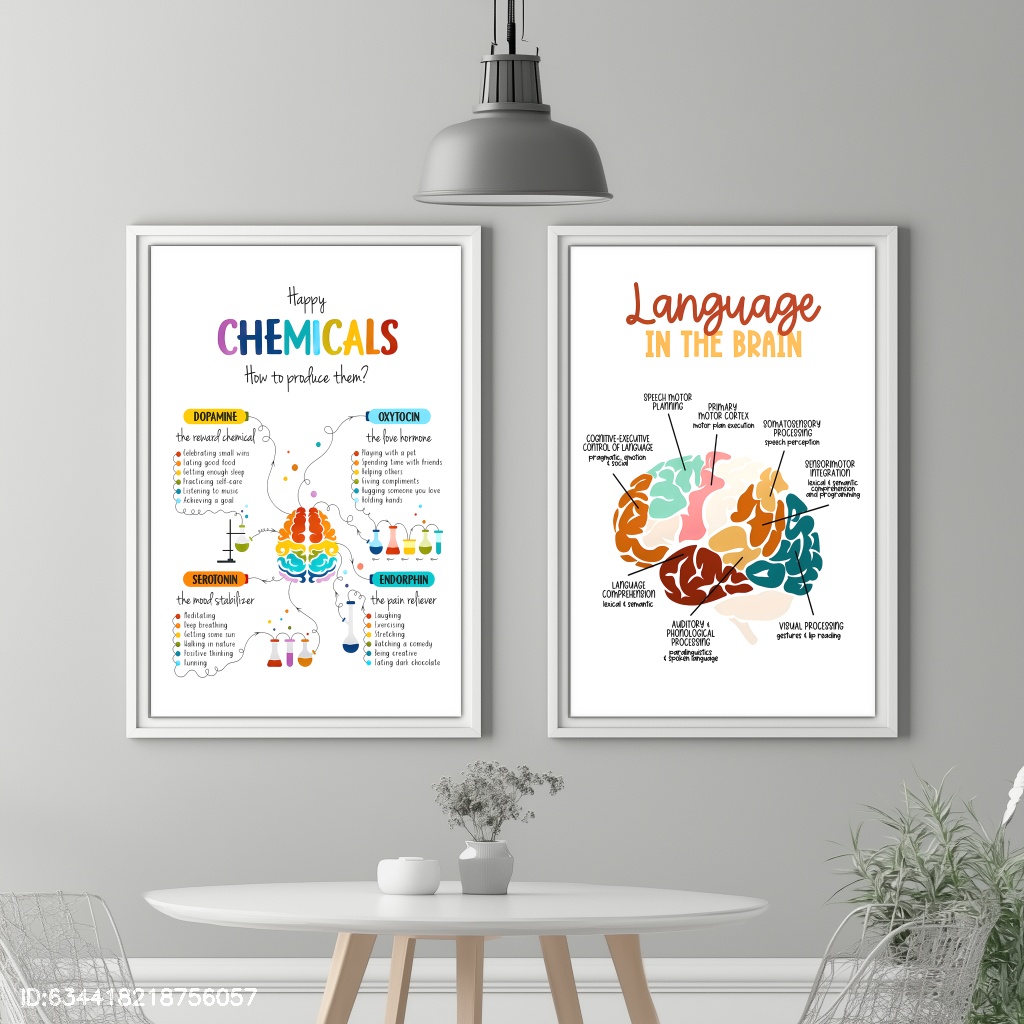 Happy
CHEMICALS
How to produce them?
DOPAMINE
the reward chemical
Celebrating small wins
Eating good food
Getting enough sleep
Practicing self-care
Listening to music
Achieving a goal
OXYTOCIN
the love hormone
Playing with a pet
Spending time with friends
Helping others
Giving compliments
Hugging someone you love
Holding hands
SEROTONIN
the mood stabilizer
Meditating
Deep breathing
Getting some sun
Walking in nature
Positive thinking
Running
ENDORPHIN
the pain reliever
Laughing
Exercising
Stretching
Watching a comedy
Being creative
Eating dark chocolate
Language
IN THE BRAIN
SPEECH MOTOR
PLANNING
PRIMARY
MOTOR CORTEX
motor plan execution
SOMATOSENSORY
PROCESSING
speech perception
COGNITIVE-EXECUTIVE
CONTROL OF LANGUAGE
pragmatic, emotion
& social
SENSORIMOTOR
INTEGRATION
lexical & semantic
comprehension
and programming
LANGUAGE
COMPREHENSION
lexical & semantic
AUDITORY &
PHONOLOGICAL
PROCESSING
paralinguistics
& spoken language
VISUAL PROCESSING
gestures & lip reading
ID:634418218756057